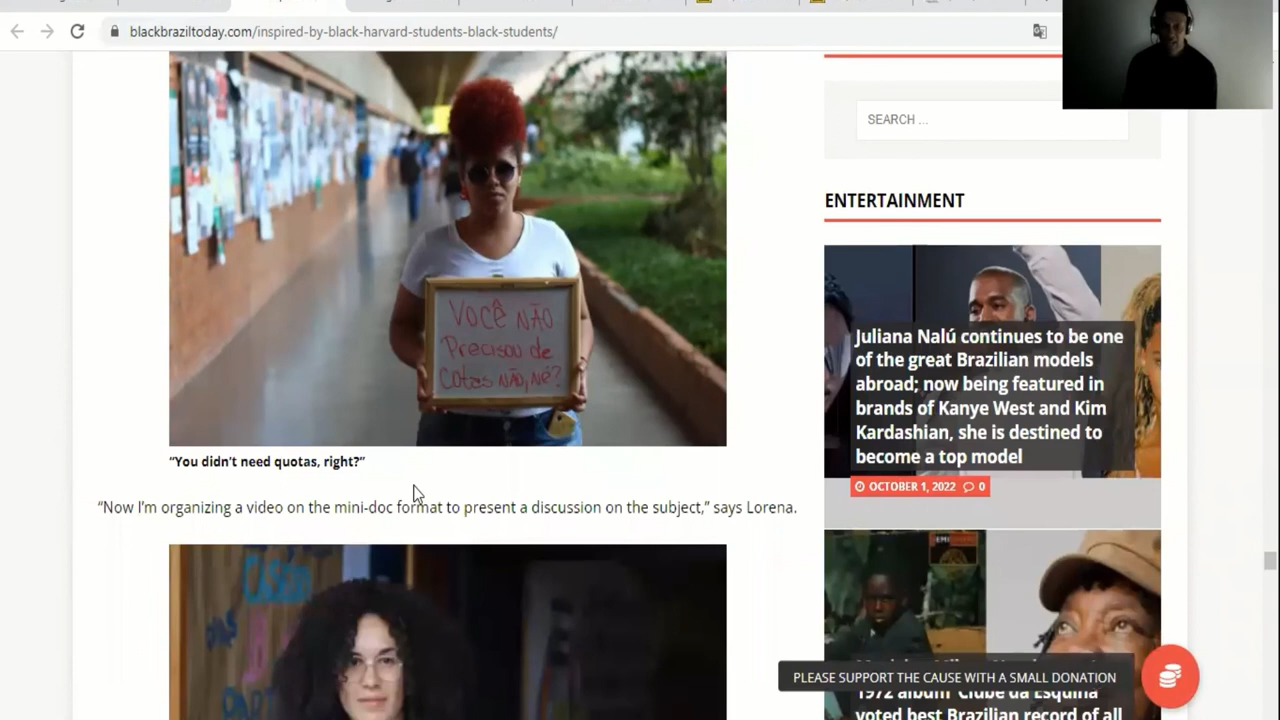 blackbraziltoday.com/inspired-by-black-harvard-students-black-students/
VOCÊ NÃO
Precisou de
Cotas NÃO, NÉ?
"You didn't need quotas, right?"
"Now I'm organizing a video on the mini-doc format to present a discussion on the subject," says Lorena.
SEARCH ...
ENTERTAINMENT
Juliana Nalú continues to be one
of the great Brazilian models
abroad; now being featured in
brands of Kanye West and Kim
Kardashian, she is destined to
become a top model
OCTOBER 1, 2022 0
PLEASE SUPPORT THE CAUSE WITH A SMALL DONATION
1972 album 'Clube da Esquina'
voted best Brazilian record of all